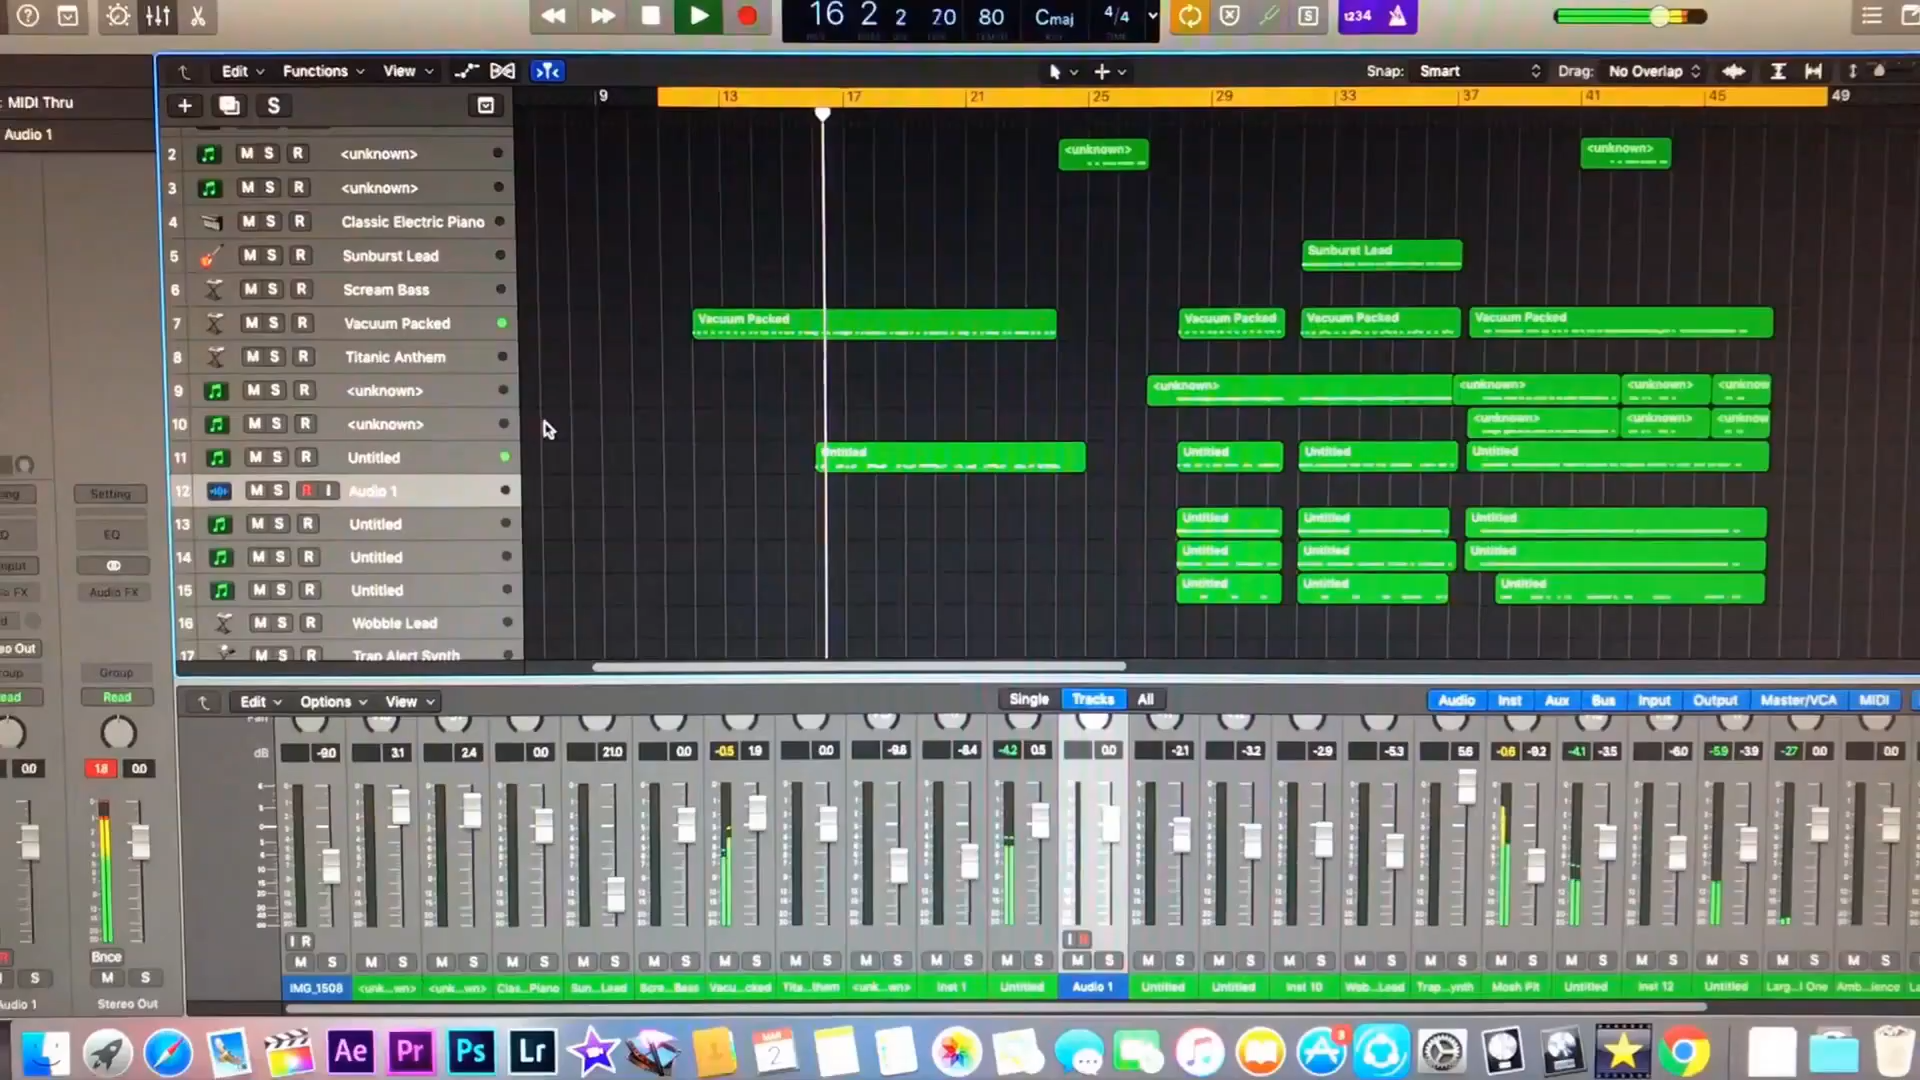 16 2 2 70 80 Cmaj 4/4 1234
MIDI Thru
Audio 1
Edit Functions View Snap: Smart Drag: No Overlap
S
9 13 17 21 25 29 33 37 41 45 49
2 M S R <unknown> <unknown> <unknown>
3 M S R <unknown>
4 M S R Classic Electric Piano
5 M S R Sunburst Lead Sunburst Lead
6 M S R Scream Bass
7 M S R Vacuum Packed Vacuum Packed Vacuum Packed Vacuum Packed Vacuum Packed
8 M S R Titanic Anthem
9 M S R <unknown> <unknown> <unknown> <unknown> <unknow
10 M S R <unknown> <unknown> <unknown> <unknow
11 M S R Untitled Untitled Untitled Untitled Untitled
12 M S R I Audio 1
13 M S R Untitled Untitled Untitled Untitled
14 M S R Untitled Untitled Untitled Untitled
15 M S R Untitled Untitled Untitled Untitled
16 M S R Wobble Lead
17 M S R Trap Alert Synth
Setting
EQ
Audio FX
Group
Read
1.8 0.0
Bnce
M S
Stereo Out
Edit Options View Single Tracks All Audio Inst Aux Bus Input Output Master/VCA MIDI
dB -9.0 3.1 2.4 0.0 21.0 0.0 -0.5 1.9 0.0 -9.6 -8.4 -4.2 0.5 0.0 -2.1 -3.2 -2.9 -5.3 5.6 -0.6 -9.2 -4.1 -3.5 -6.0 -5.9 -3.9 -27 0.0 0.0
I R I R
M S M S M S M S M S M S M S M S M S M S M S M S M S M S M S M S M S M S M S M S M S M S M S
IMG_1508 <unk...wn> <unk...wn> Clas...Piano Sun...Lead Scre...Bass Vacu...cked Tita...them <unk...wn> Inst 1 Untitled Audio 1 Untitled Untitled Inst 10 Wob...Lead Trap...ynth Mosh Pit Untitled Inst 12 Untitled Larg...l One Amb...ience
Ae Pr Ps Lr MAR 2 3